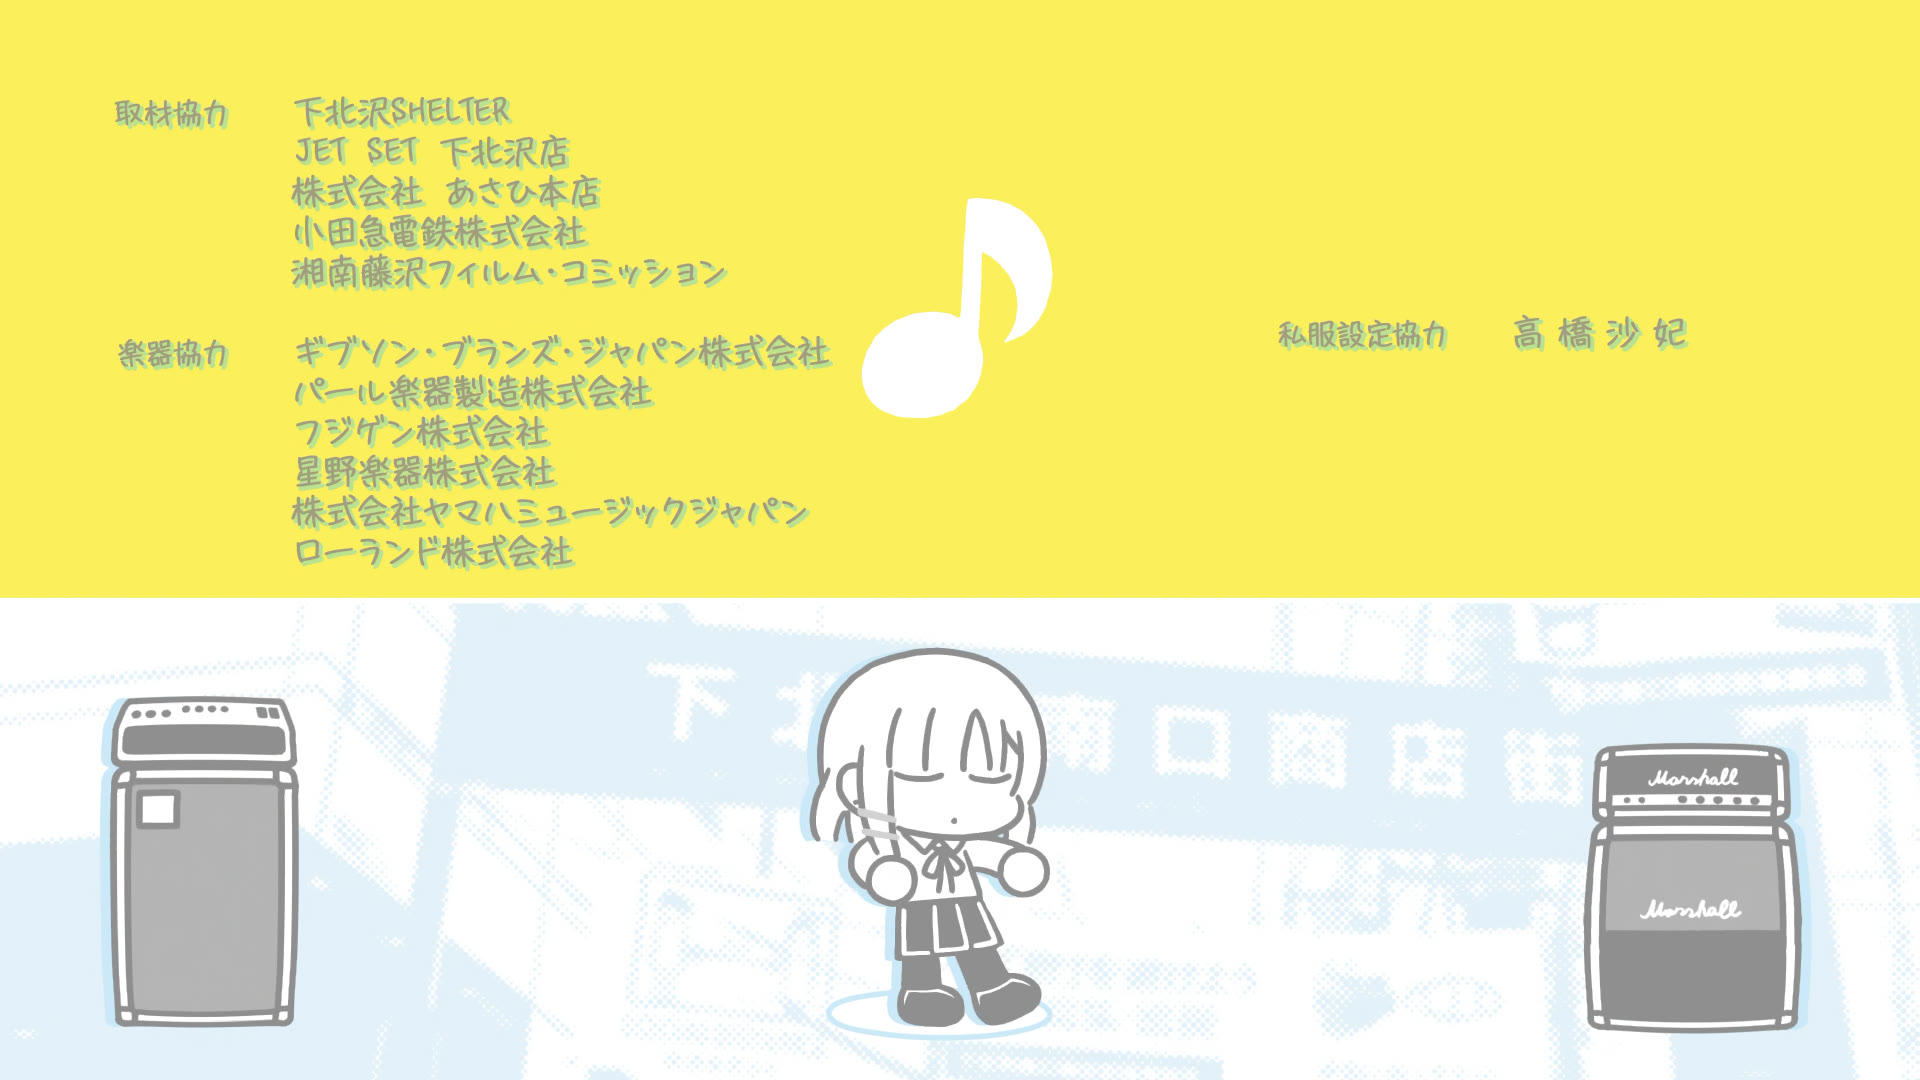 取材協力
下北沢SHELTER
JET SET 下北沢店
株式会社 あさひ本店
小田急電鉄株式会社
湘南藤沢フィルム・コミッション
楽器協力
ギブソン・ブランズ・ジャパン株式会社
パール楽器製造株式会社
フジゲン株式会社
星野楽器株式会社
株式会社ヤマハミュージックジャパン
ローランド株式会社
私服設定協力
高橋沙妃
下北 南口商店街
Marshall
Marshall